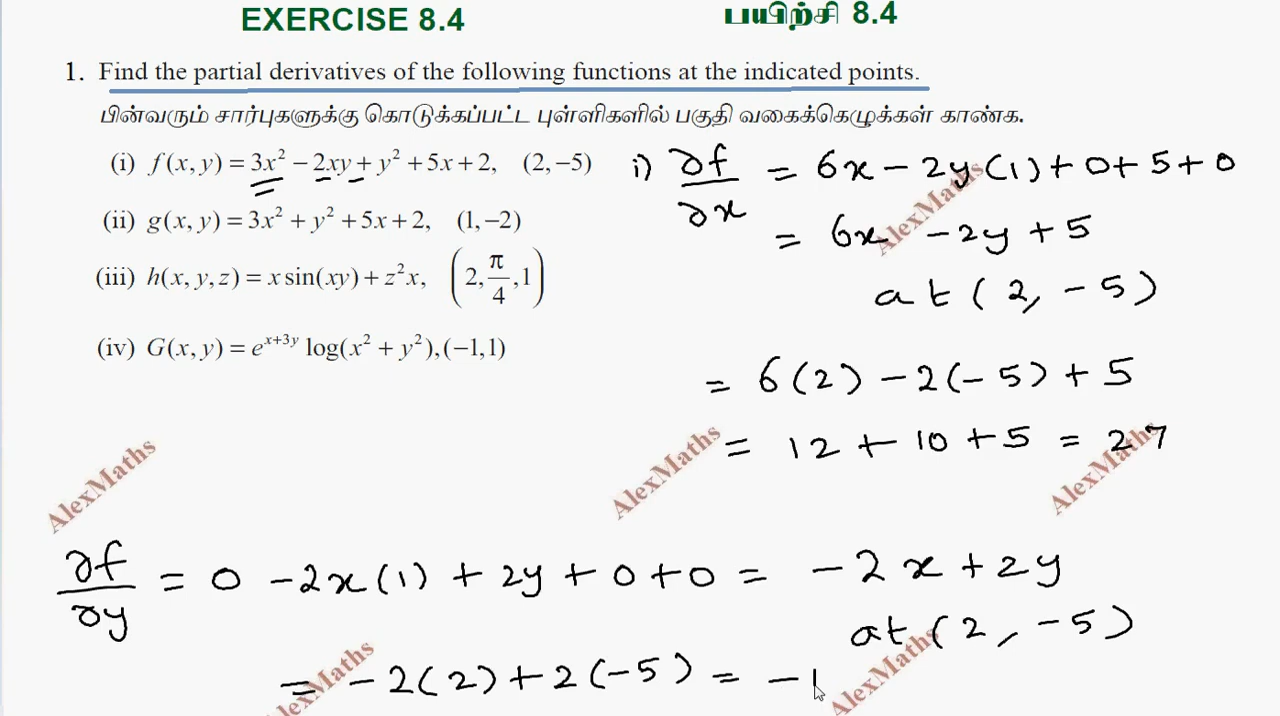 EXERCISE 8.4 பயிற்சி 8.4
1. Find the partial derivatives of the following functions at the indicated points.
பின்வரும் சார்புகளுக்கு கொடுக்கப்பட்ட புள்ளிகளில் பகுதி வகைக்கெழுக்கள் காண்க.
(i) f(x, y) = 3x² − 2xy + y² + 5x + 2, (2, −5)
(ii) g(x, y) = 3x² + y² + 5x + 2, (1, −2)
(iii) h(x, y, z) = x sin(xy) + z²x, (2, π/4, 1)
(iv) G(x, y) = e^(x+3y) log(x² + y²), (−1, 1)
i) ∂f/∂x = 6x − 2y(1) + 0 + 5 + 0
= 6x − 2y + 5
at (2, −5)
= 6(2) − 2(−5) + 5
= 12 + 10 + 5 = 27
∂f/∂y = 0 − 2x(1) + 2y + 0 + 0 = −2x + 2y
at (2, −5)
= −2(2) + 2(−5) = −1
AlexMaths
AlexMaths
AlexMaths
AlexMaths
AlexMaths
AlexMaths